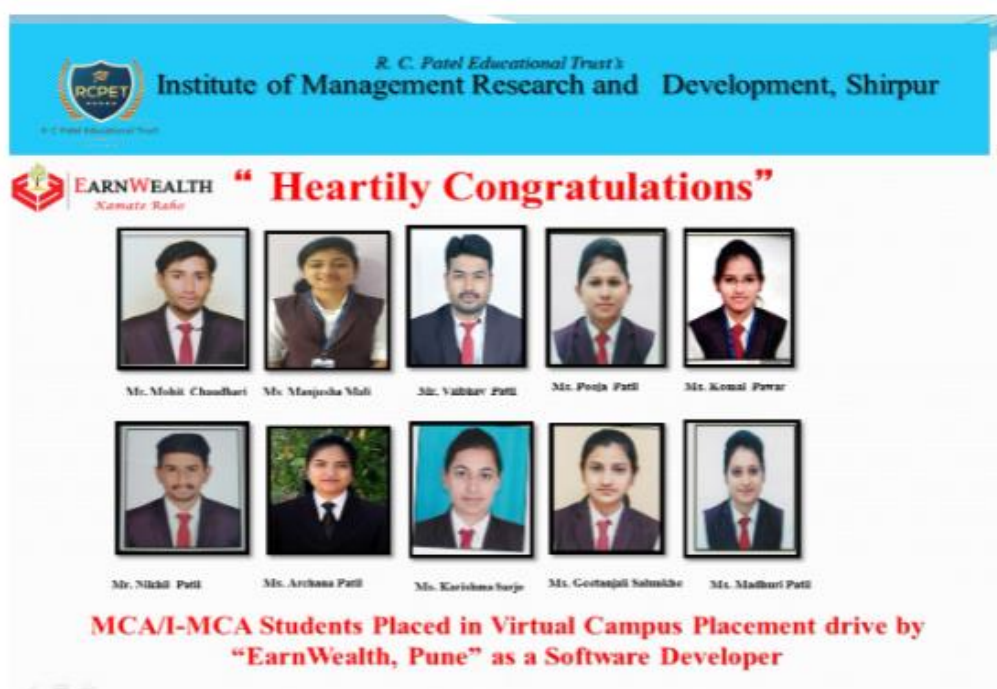 R. C. Patel Educational Trust's
Institute of Management Research and Development, Shirpur
RCPET
R. C. Patel Educational Trust
EARNWEALTH
Kamate Raho
“ Heartily Congratulations”
Mr. Mohit Chaudhari Ms. Manjusha Mali Mr. Vaibhav Patil Ms. Pooja Patil Ms. Komal Pawar
Mr. Nikhil Patil Ms. Archana Patil Ms. Karishma Ms. Geetanjali Salunkhe Ms. Madhuri Patil
MCA/I-MCA Students Placed in Virtual Campus Placement drive by
“EarnWealth, Pune” as a Software Developer